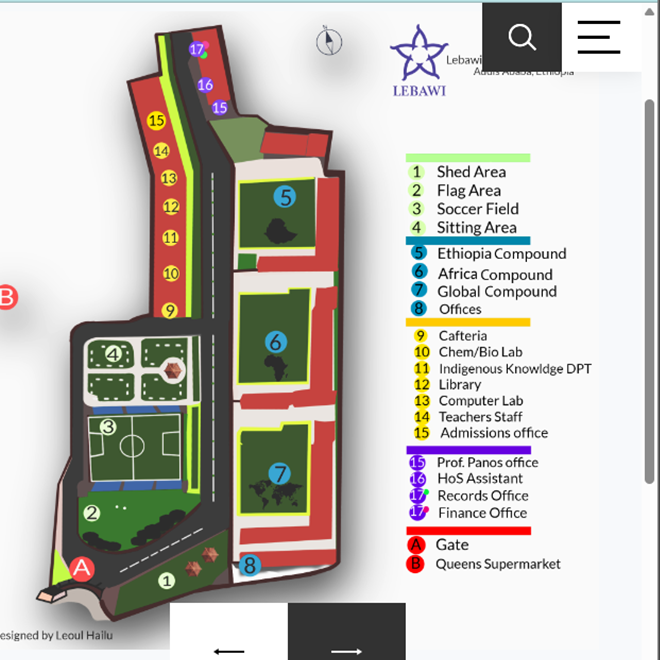 LEBAWI
Lebawi
Addis Ababa, Ethiopia
17
16
15
15
14
13
12
11
10
9
5
6
7
8
4
3
2
1
A
B
1 Shed Area
2 Flag Area
3 Soccer Field
4 Sitting Area
5 Ethiopia Compound
6 Africa Compound
7 Global Compound
8 Offices
9 Cafteria
10 Chem/Bio Lab
11 Indigenous Knowldge DPT
12 Library
13 Computer Lab
14 Teachers Staff
15 Admissions office
15 Prof. Panos office
16 HoS Assistant
17 Records Office
17 Finance Office
A Gate
B Queens Supermarket
esigned by Leoul Hailu